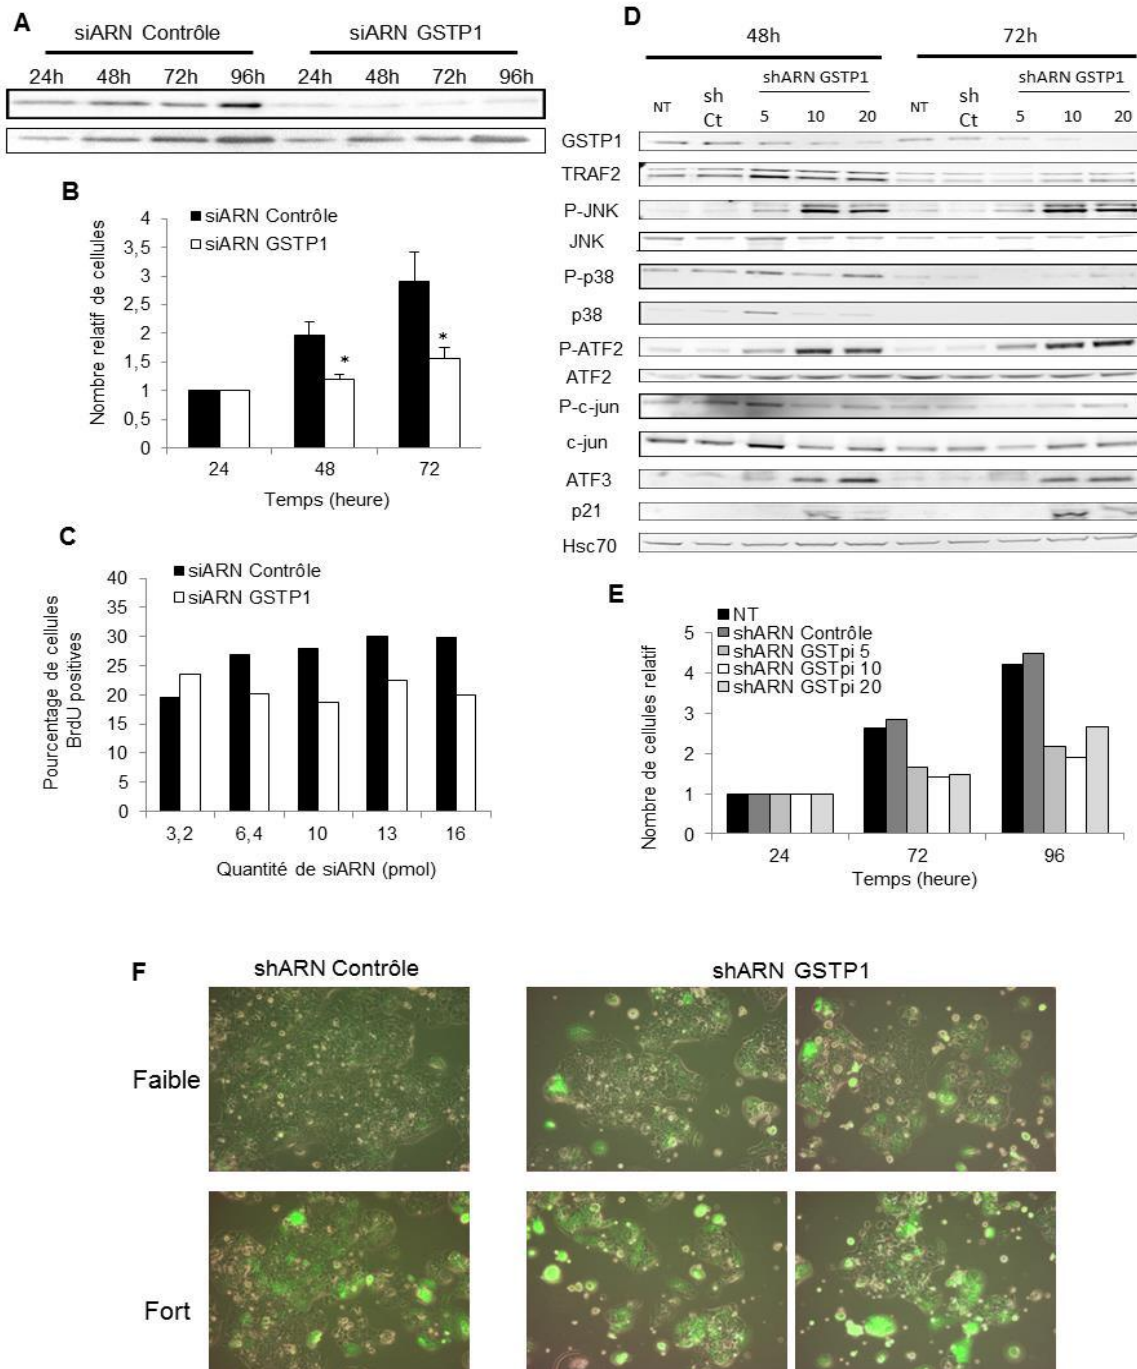 A
siARN Contrôle siARN GSTP1
24h 48h 72h 96h 24h 48h 72h 96h
B
siARN Contrôle
siARN GSTP1
Nombre relatif de cellules
4
3,5
3
2,5
2
1,5
1
0,5
0
* *
24 48 72
Temps (heure)
C
siARN Contrôle
siARN GSTP1
Pourcentage de cellules
BrdU positives
40
35
30
25
20
15
10
5
0
3,2 6,4 10 13 16
Quantité de siARN (pmol)
D
48h 72h
shARN GSTP1 shARN GSTP1
NT sh Ct 5 10 20 NT sh Ct 5 10 20
GSTP1
TRAF2
P-JNK
JNK
P-p38
p38
P-ATF2
ATF2
P-c-jun
c-jun
ATF3
p21
Hsc70
E
NT
shARN Contrôle
shARN GSTpi 5
shARN GSTpi 10
shARN GSTpi 20
Nombre de cellules relatif
5
4
3
2
1
0
24 72 96
Temps (heure)
F
shARN Contrôle shARN GSTP1
Faible
Fort